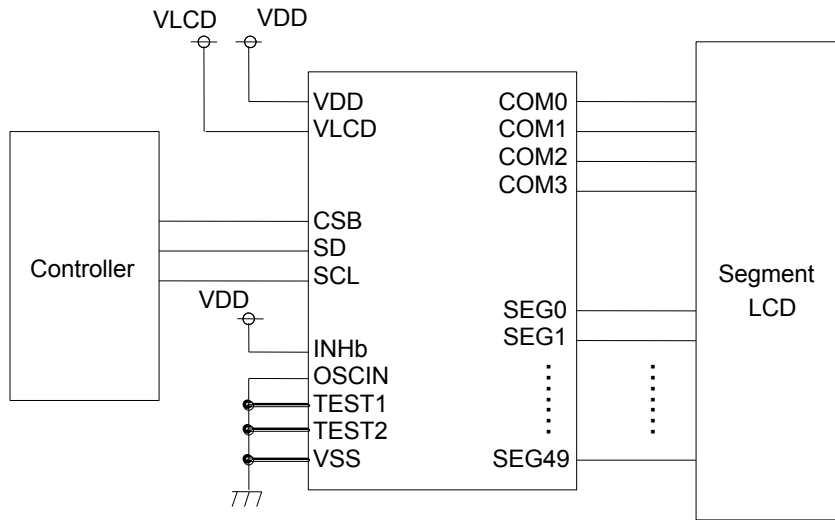 VLCD
VDD
VDD
VLCD
CSB
SD
SCL
VDD
INHb
OSCIN
TEST1
TEST2
VSS
Controller
COM0
COM1
COM2
COM3
SEG0
SEG1
SEG49
Segment
LCD